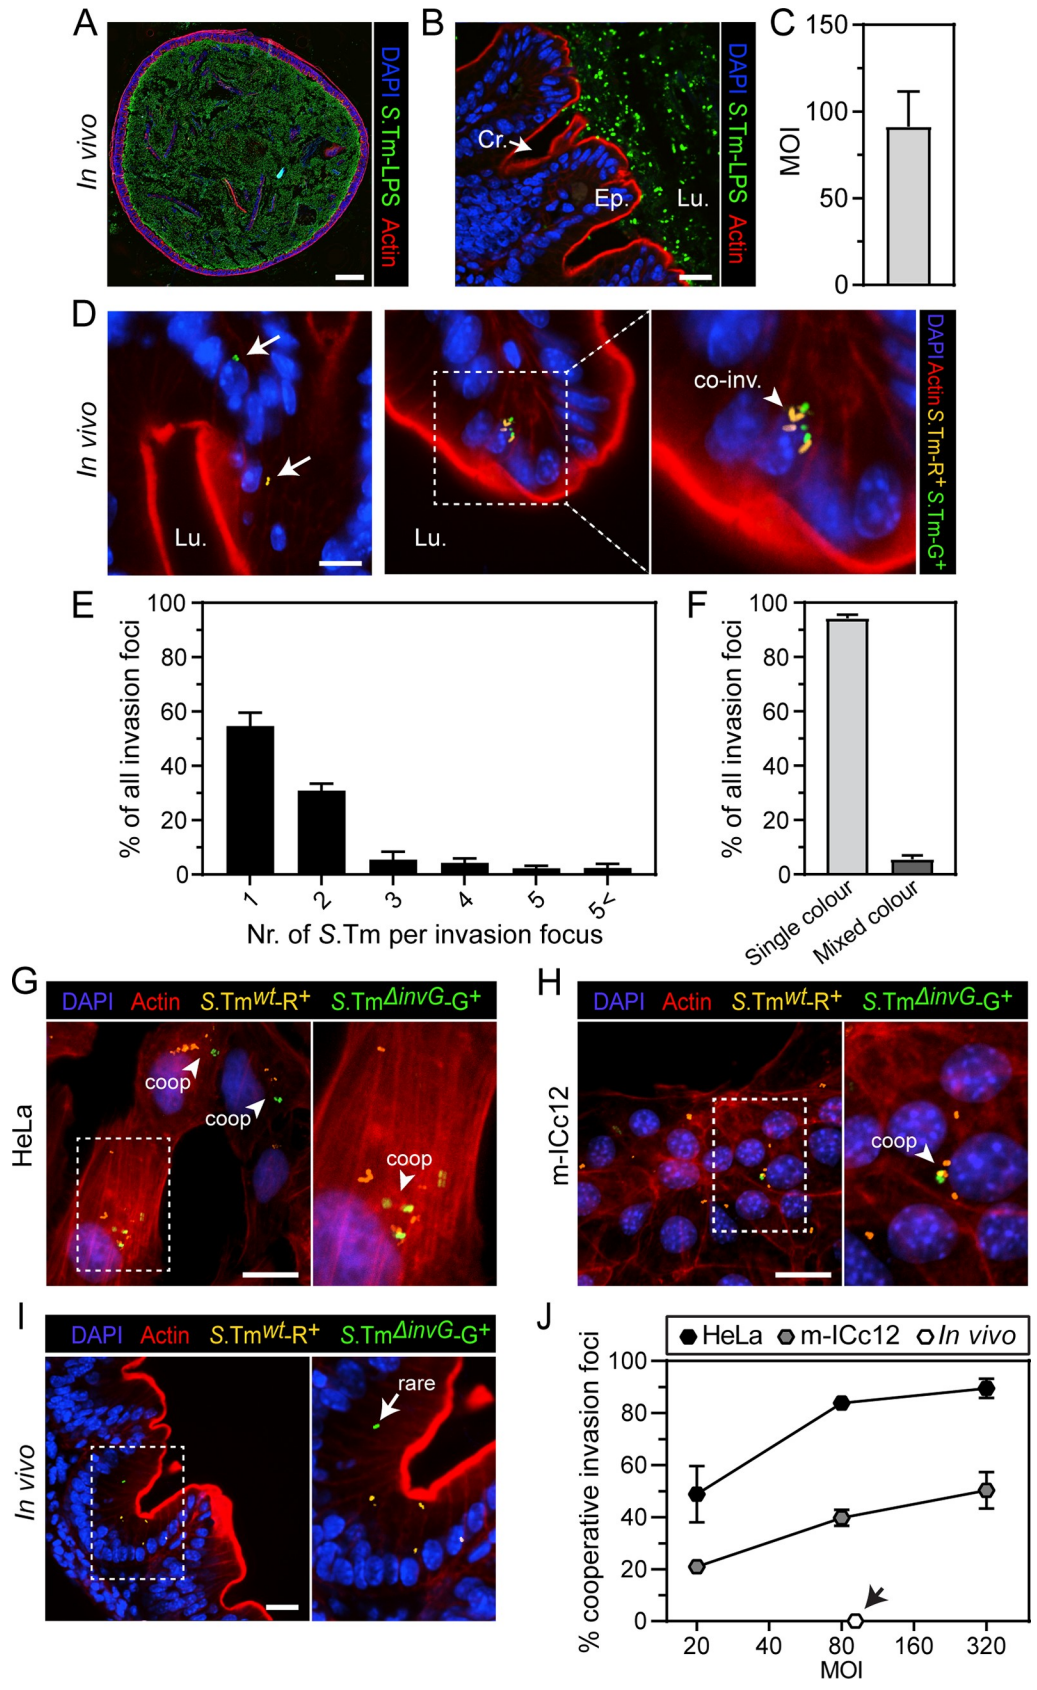 A
In vivo
DAPI S.Tm-LPS Actin
B
Cr.
Ep.
Lu.
DAPI S.Tm-LPS Actin
C
MOI
150
100
50
0
D
In vivo
Lu.
Lu.
co-inv.
DAPI Actin S.Tm-R+ S.Tm-G+
E
% of all invasion foci
100
80
60
40
20
0
1 2 3 4 5 5<
Nr. of S.Tm per invasion focus
F
% of all invasion foci
100
80
60
40
20
0
Single colour
Mixed colour
G
DAPI Actin S.Tmwt-R+ S.TmΔinvG-G+
HeLa
coop
coop
coop
H
DAPI Actin S.Tmwt-R+ S.TmΔinvG-G+
m-ICc12
coop
I
DAPI Actin S.Tmwt-R+ S.TmΔinvG-G+
In vivo
rare
J
HeLa m-ICc12 In vivo
% cooperative invasion foci
100
80
60
40
20
0
20 40 80 160 320
MOI